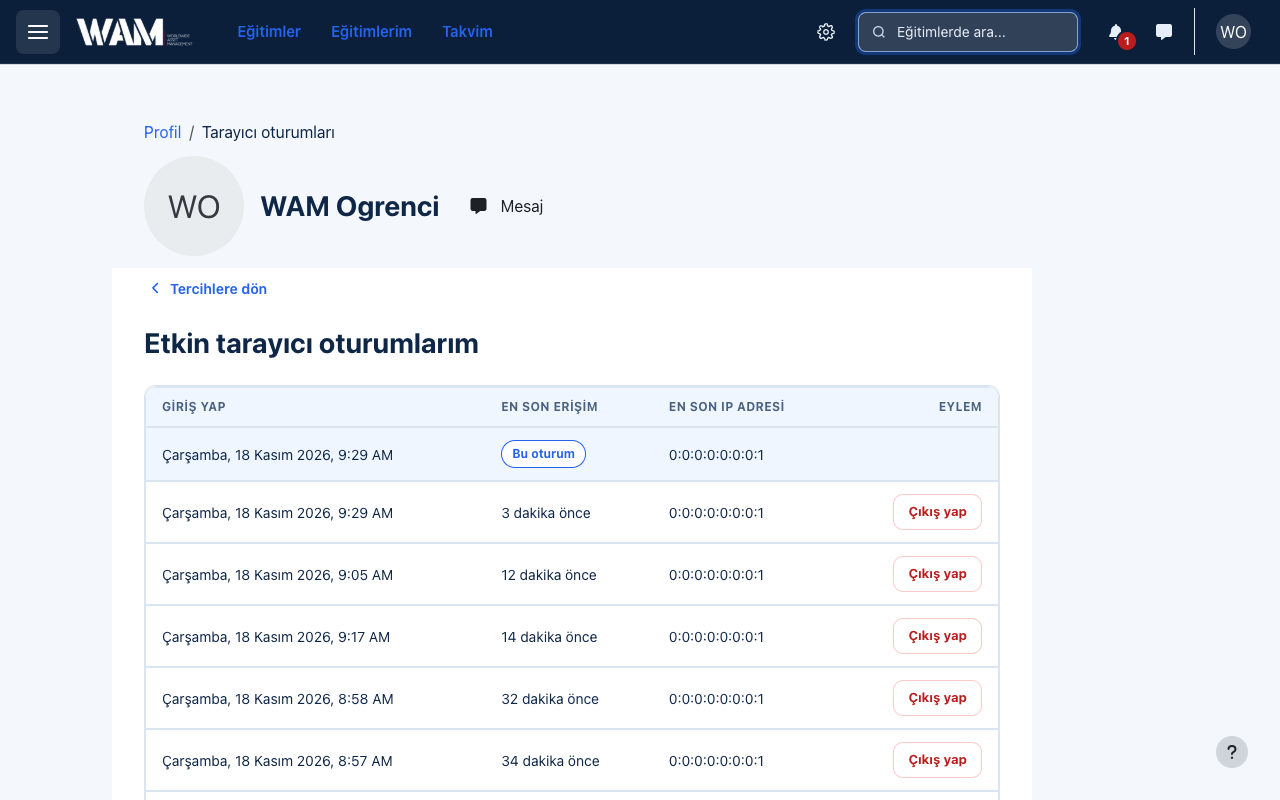 WAM WORLDWIDE ASSET MANAGEMENT Eğitimler Eğitimlerim Takvim Eğitimlerde ara... 1 WO
Profil / Tarayıcı oturumları
WO WAM Ogrenci Mesaj
Tercihlere dön
Etkin tarayıcı oturumlarım
GİRİŞ YAP EN SON ERİŞİM EN SON IP ADRESİ EYLEM
Çarşamba, 18 Kasım 2026, 9:29 AM Bu oturum 0:0:0:0:0:0:0:1
Çarşamba, 18 Kasım 2026, 9:29 AM 3 dakika önce 0:0:0:0:0:0:0:1 Çıkış yap
Çarşamba, 18 Kasım 2026, 9:05 AM 12 dakika önce 0:0:0:0:0:0:0:1 Çıkış yap
Çarşamba, 18 Kasım 2026, 9:17 AM 14 dakika önce 0:0:0:0:0:0:0:1 Çıkış yap
Çarşamba, 18 Kasım 2026, 8:58 AM 32 dakika önce 0:0:0:0:0:0:0:1 Çıkış yap
Çarşamba, 18 Kasım 2026, 8:57 AM 34 dakika önce 0:0:0:0:0:0:0:1 Çıkış yap
?